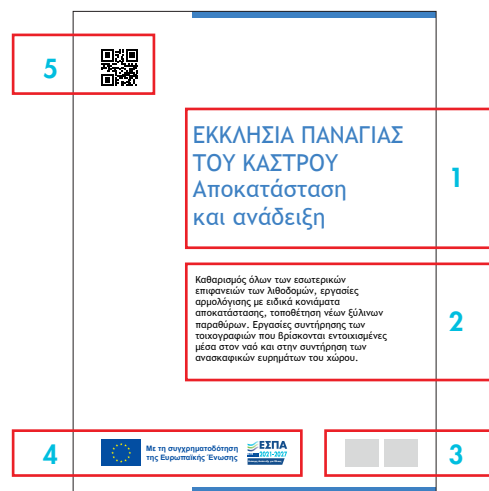 5
ΕΚΚΛΗΣΙΑ ΠΑΝΑΓΙΑΣ
ΤΟΥ ΚΑΣΤΡΟΥ
Αποκατάσταση
και ανάδειξη
1
Καθαρισμός όλων των εσωτερικών
επιφανειών των λιθοδομών, εργασίες
αρμολόγισης με ειδικά κονιάματα
αποκατάστασης, τοποθέτηση νέων ξύλινων
παραθύρων. Εργασίες συντήρησης των
τοιχογραφιών που βρίσκονται εντοιχισμένες
μέσα στον ναό και στην συντήρηση των
ανασκαφικών ευρημάτων του χώρου.
2
4
Με τη συγχρηματοδότηση
της Ευρωπαϊκής Ένωσης
ΕΣΠΑ
2021-2027
3